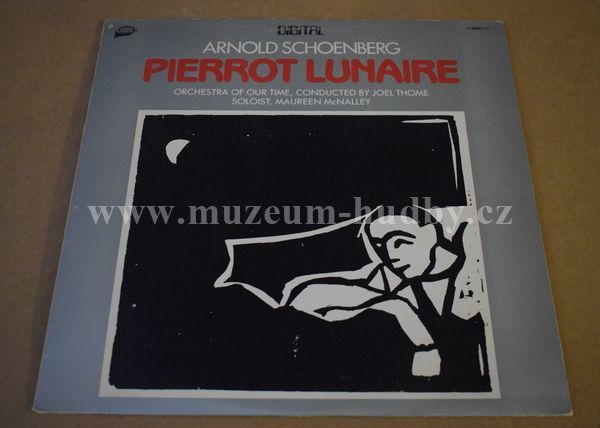 DIGITAL
ARNOLD SCHOENBERG
PIERROT LUNAIRE
ORCHESTRA OF OUR TIME, CONDUCTED BY JOEL THOME
SOLOIST, MAUREEN McNALLEY
www.muzeum-hudby.cz